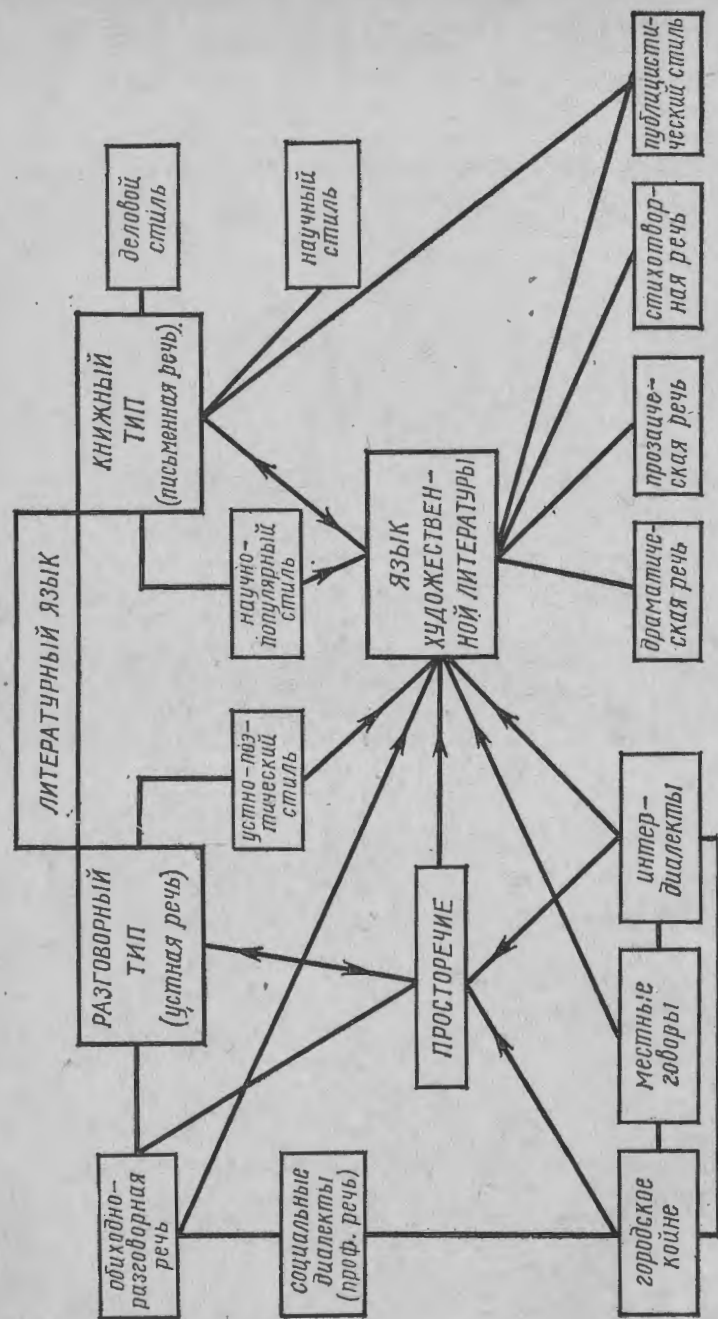 ЛИТЕРАТУРНЫЙ ЯЗЫК
РАЗГОВОРНЫЙ
ТИП
(устная речь)
КНИЖНЫЙ
ТИП
(письменная речь)
обиходно-
разговорная
речь
устно-поэ-
тический
стиль
научно-
популярный
стиль
деловой
стиль
научный
стиль
социальные
диалекты
(проф. речь)
ПРОСТОРЕЧИЕ
ЯЗЫК
ХУДОЖЕСТВЕН-
НОЙ ЛИТЕРАТУРЫ
городское
койне
местные
говоры
интер-
диалекты
драматиче-
ская речь
прозаиче-
ская речь
стихотвор-
ная речь
публицисти-
ческий стиль